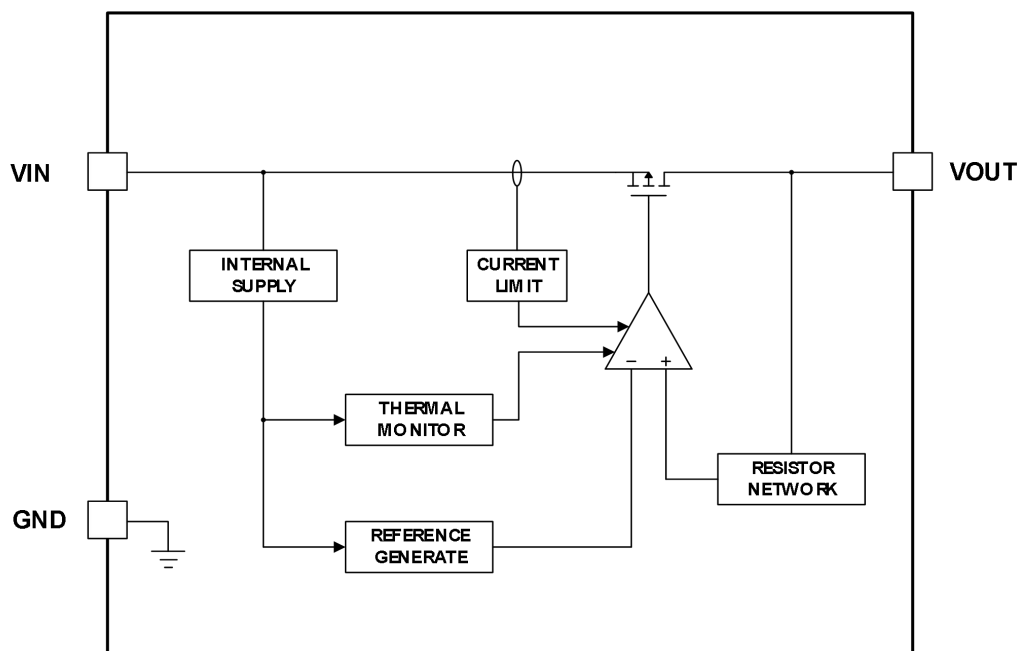 VIN
VOUT
INTERNAL
SUPPLY
CURRENT
LIMIT
− +
THERMAL
MONITOR
RESISTOR
NETWORK
GND
REFERENCE
GENERATE